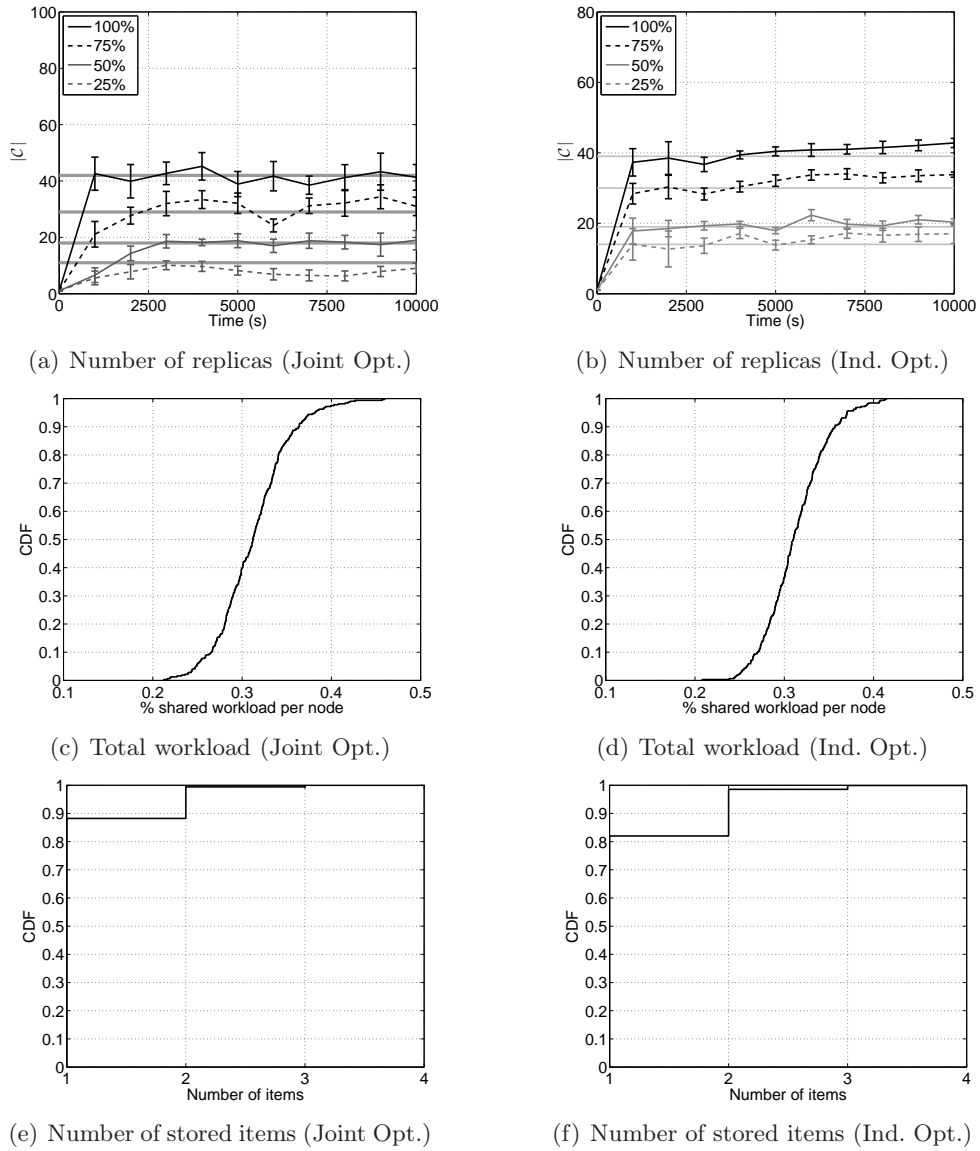 100%
75%
50%
25%
100
80
60
40
20
0
|C|
0 2500 5000 7500 10000
Time (s)
(a) Number of replicas (Joint Opt.)
100%
75%
50%
25%
80
60
40
20
0
|C|
0 2500 5000 7500 10000
Time (s)
(b) Number of replicas (Ind. Opt.)
1
0.9
0.8
0.7
0.6
0.5
0.4
0.3
0.2
0.1
0
CDF
0.1 0.2 0.3 0.4 0.5
% shared workload per node
(c) Total workload (Joint Opt.)
1
0.9
0.8
0.7
0.6
0.5
0.4
0.3
0.2
0.1
0
CDF
0.1 0.2 0.3 0.4 0.5
% shared workload per node
(d) Total workload (Ind. Opt.)
1
0.9
0.8
0.7
0.6
0.5
0.4
0.3
0.2
0.1
0
CDF
1 2 3 4
Number of items
(e) Number of stored items (Joint Opt.)
1
0.9
0.8
0.7
0.6
0.5
0.4
0.3
0.2
0.1
0
CDF
1 2 3 4
Number of items
(f) Number of stored items (Ind. Opt.)